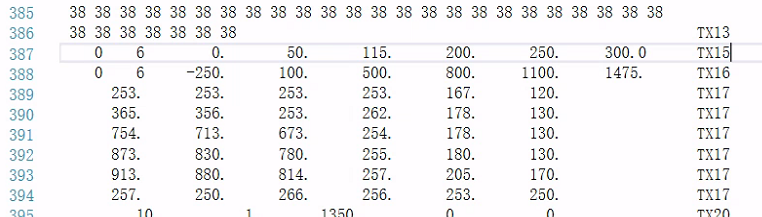 385 38 38 38 38 38 38 38 38 38 38 38 38 38 38 38 38 38 38 38 38 38 38 38 38
386 38 38 38 38 38 38 38 TX13
387 0 6 0. 50. 115. 200. 250. 300.0 TX15
388 0 6 -250. 100. 500. 800. 1100. 1475. TX16
389 253. 253. 253. 253. 167. 120. TX17
390 365. 356. 253. 262. 178. 130. TX17
391 754. 713. 673. 254. 178. 130. TX17
392 873. 830. 780. 255. 180. 130. TX17
393 913. 880. 814. 257. 205. 170. TX17
394 257. 250. 266. 256. 253. 250. TX17
395 10 1 1350 0 0 TX20